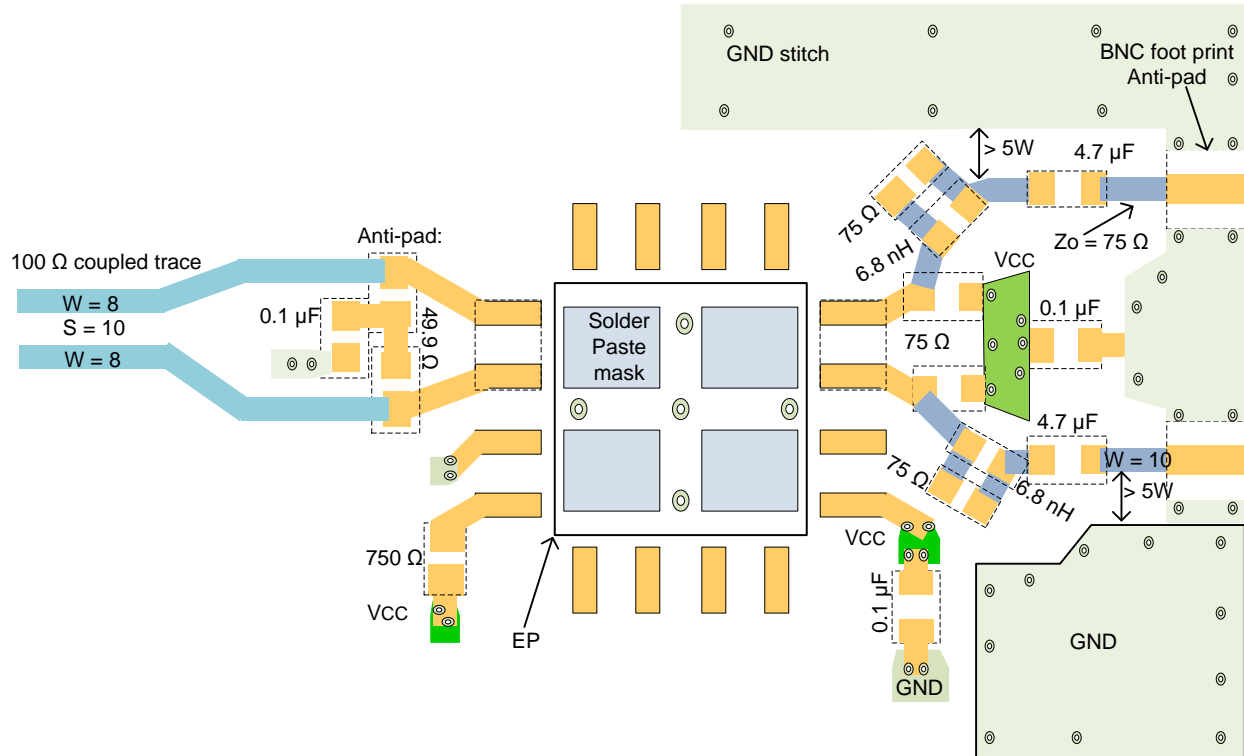 GND stitch
BNC foot print
Anti-pad
> 5W
4.7 µF
75 Ω
6.8 nH
Zo = 75 Ω
Anti-pad:
100 Ω coupled trace
W = 8
S = 10
W = 8
0.1 µF
49.9 Ω
Solder
Paste
mask
VCC
0.1 µF
75 Ω
4.7 µF
W = 10
75 Ω
6.8 nH
> 5W
750 Ω
VCC
EP
VCC
0.1 µF
GND
GND